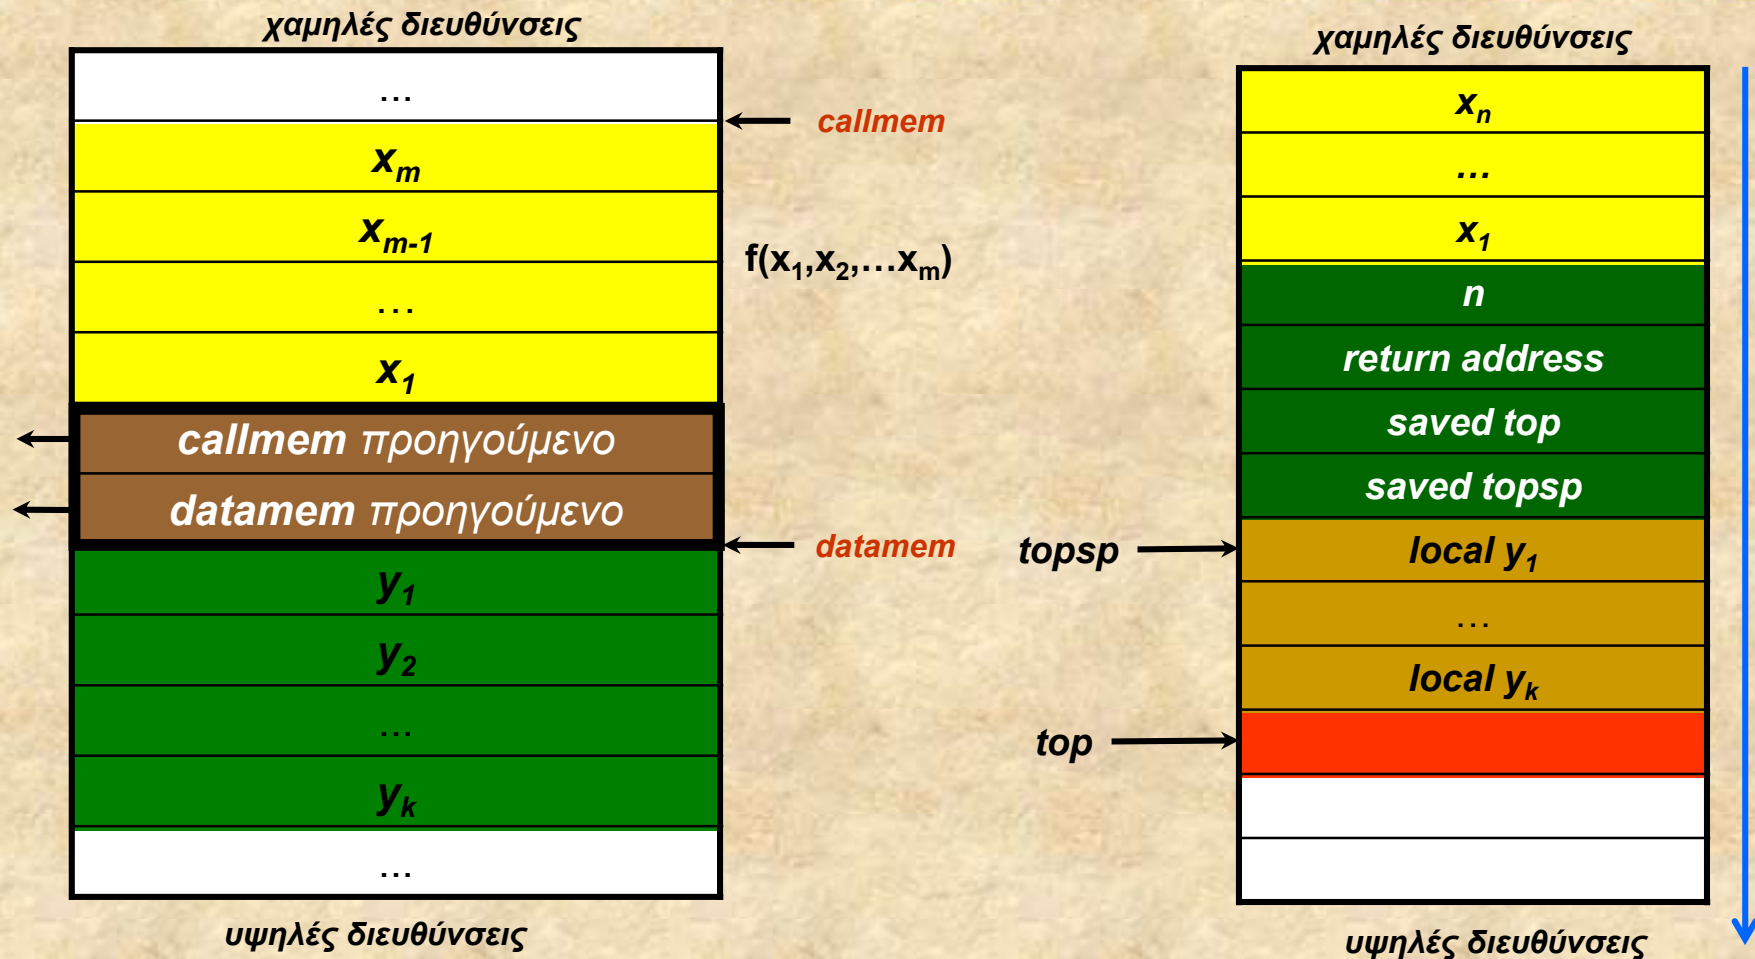 χαμηλές διευθύνσεις
...
callmem
xm
xm-1
f(x1,x2,...xm)
...
x1
callmem προηγούμενο
datamem προηγούμενο
datamem
y1
y2
...
yk
...
υψηλές διευθύνσεις
χαμηλές διευθύνσεις
xn
...
x1
n
return address
saved top
saved topsp
topsp
local y1
...
local yk
top
υψηλές διευθύνσεις